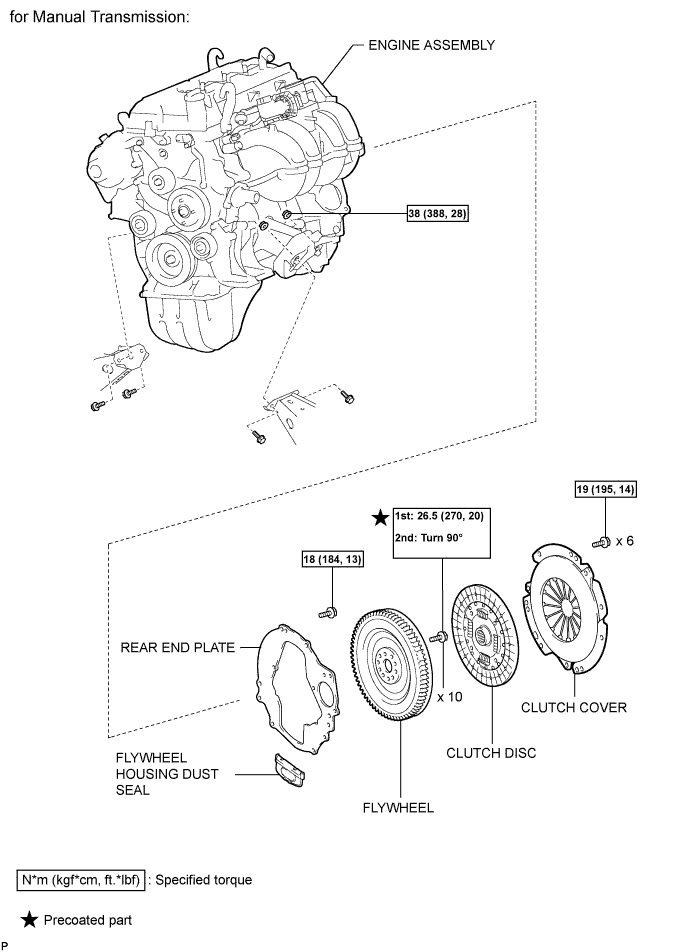 for Manual Transmission:
ENGINE ASSEMBLY
38 (388, 28)
19 (195, 14)
x 6
★
1st: 26.5 (270, 20)
2nd: Turn 90°
18 (184, 13)
REAR END PLATE
x 10
CLUTCH COVER
CLUTCH DISC
FLYWHEEL
HOUSING DUST
SEAL
FLYWHEEL
N*m (kgf*cm, ft.*lbf) : Specified torque
★ Precoated part
P